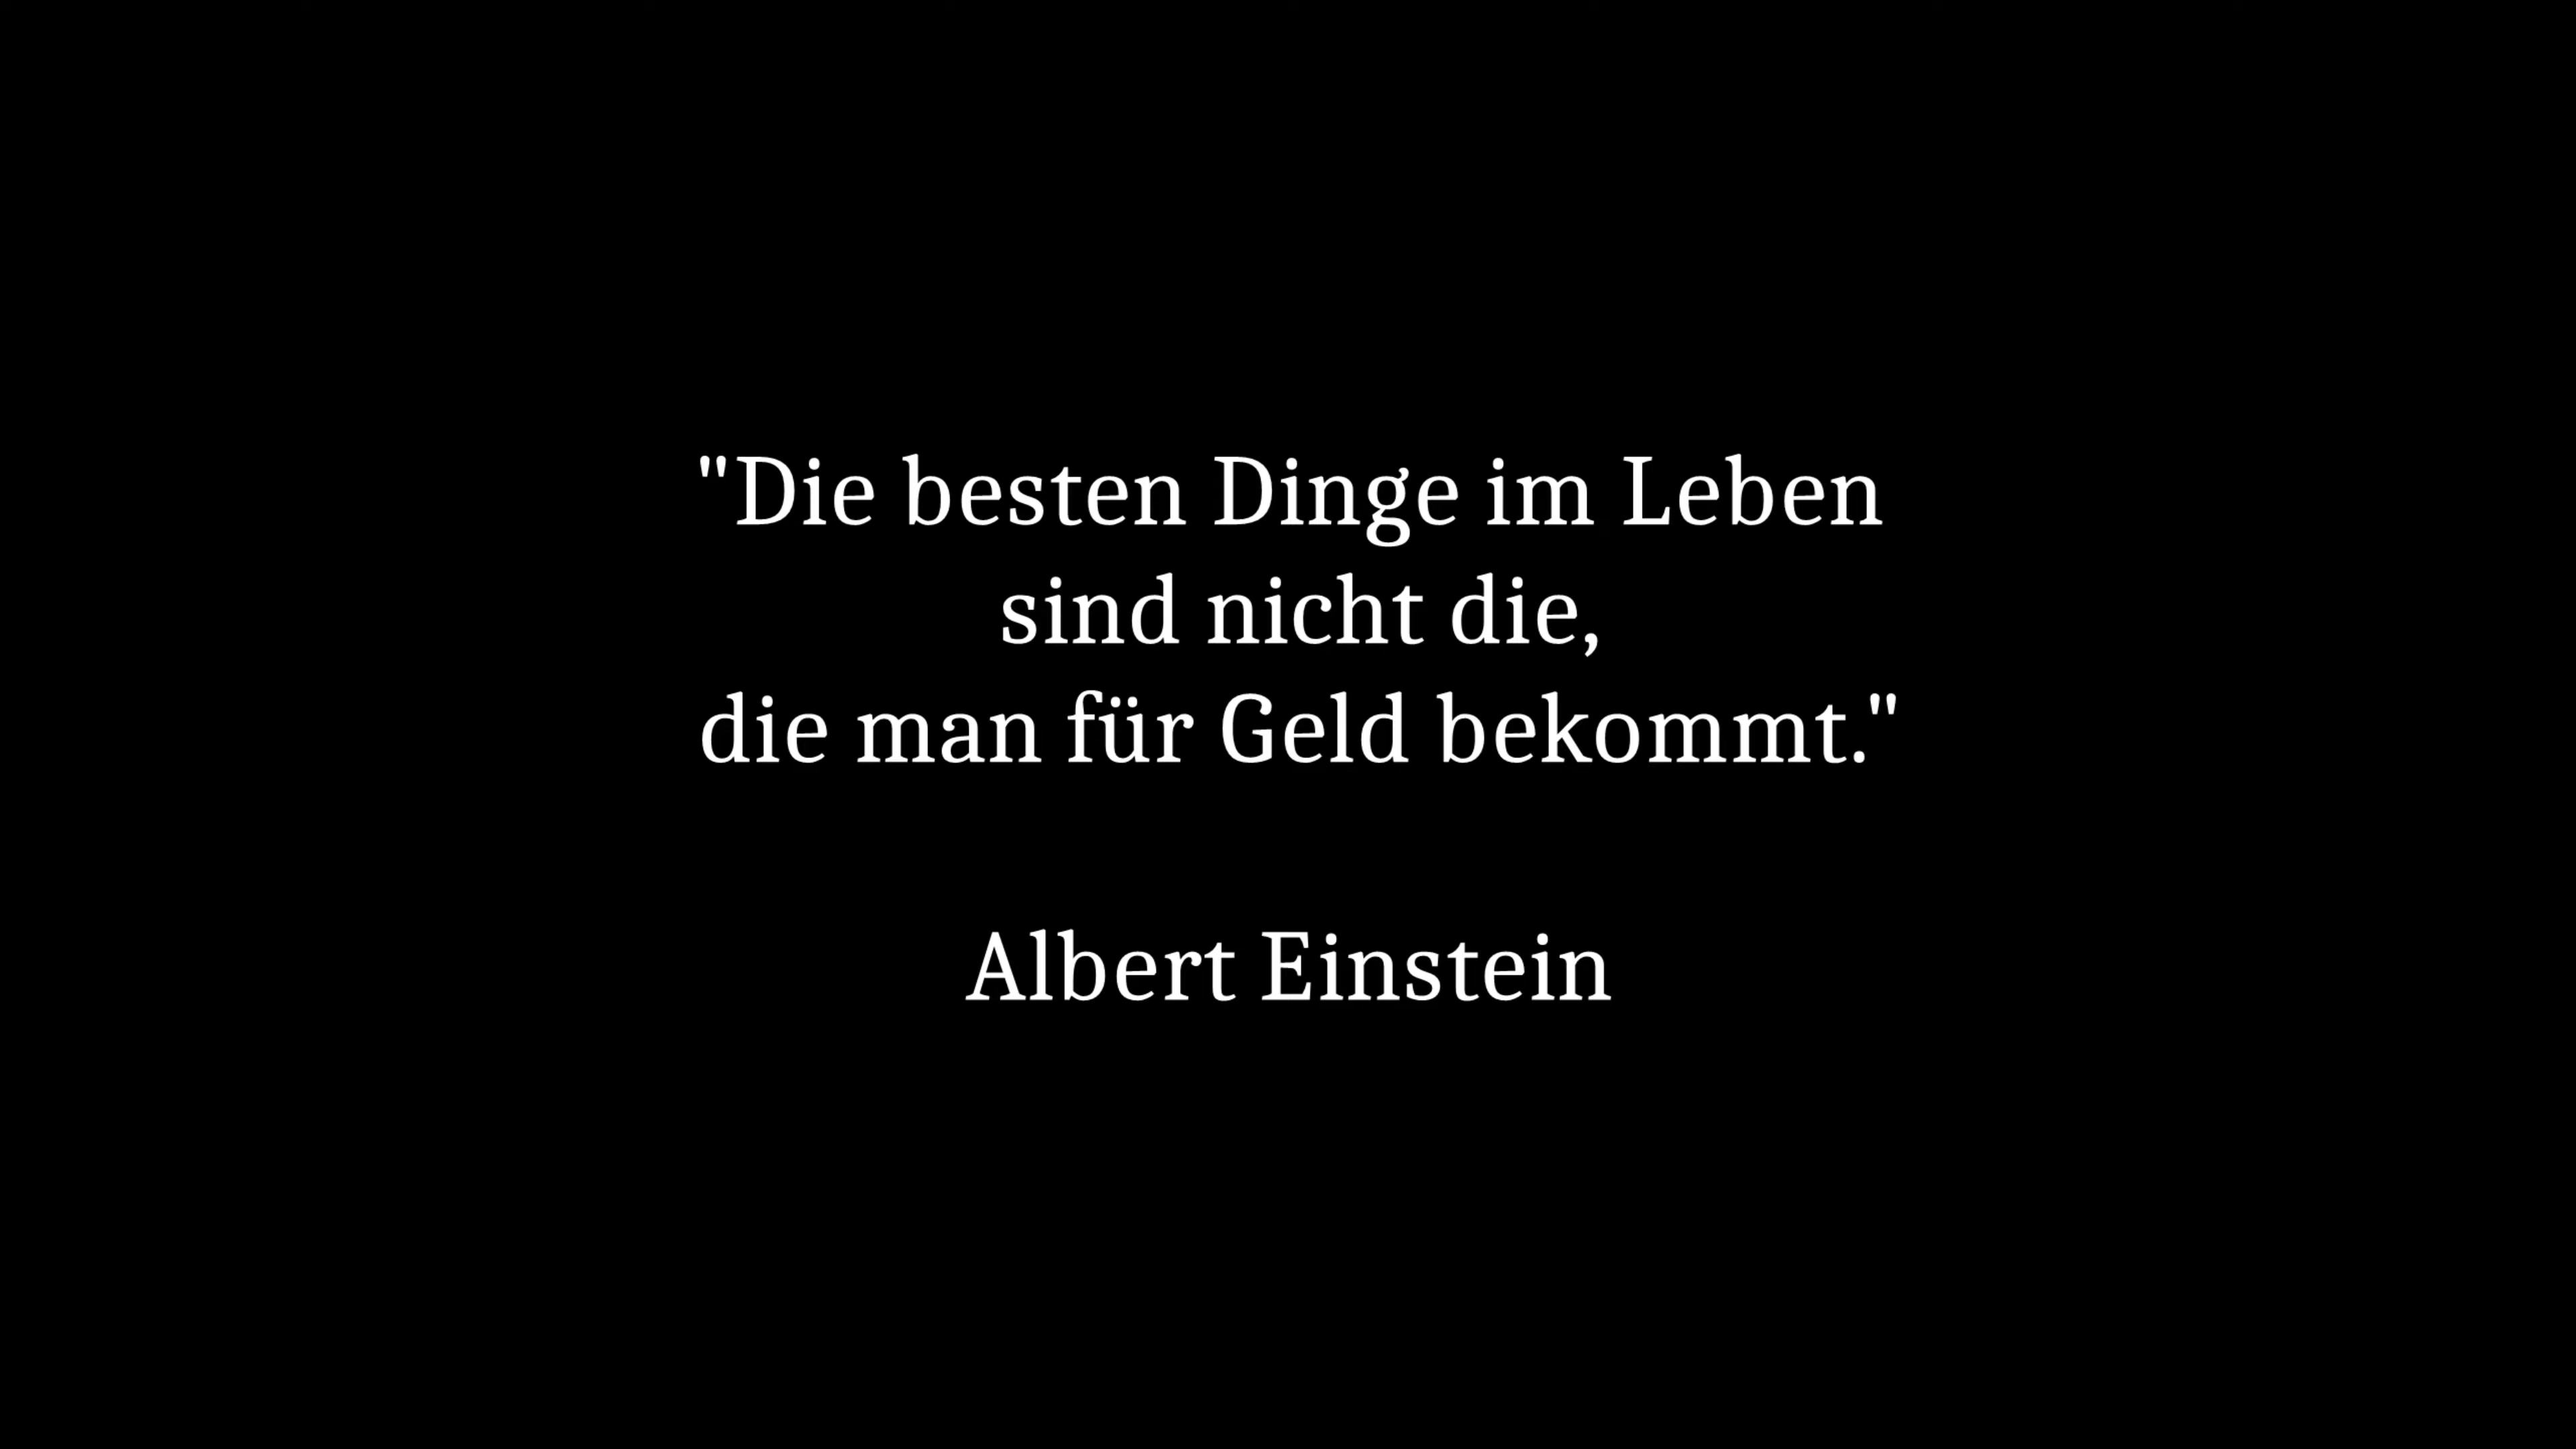 "Die besten Dinge im Leben
sind nicht die,
die man für Geld bekommt."
Albert Einstein